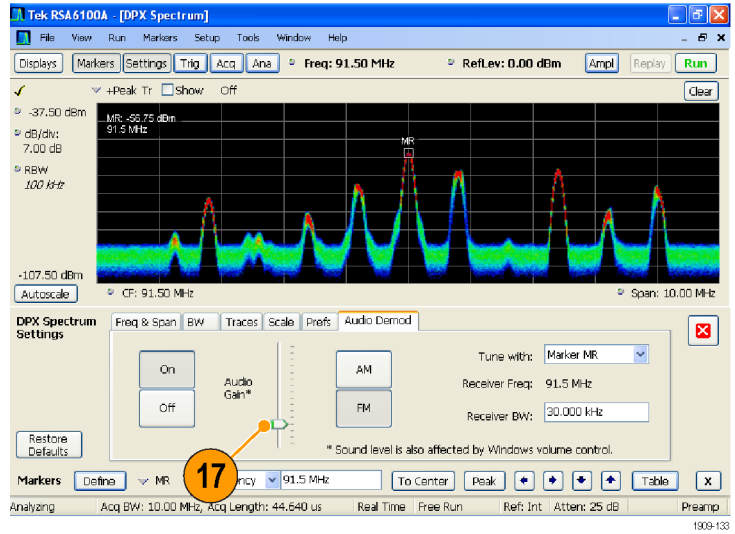 Tek RSA6100A - [DPX Spectrum]
File View Run Markers Setup Tools Window Help
Displays Markers Settings Trig Acq Ana Freq: 91.50 MHz RefLev: 0.00 dBm Ampl Replay Run
+Peak Tr Show Off Clear
-37.50 dBm
dB/div:
7.00 dB
RBW
100 kHz
MR: -56.75 dBm
91.5 MHz
MR
-107.50 dBm
Autoscale CF: 91.50 MHz Span: 10.00 MHz
DPX Spectrum
Settings
Freq & Span BW Traces Scale Prefs Audio Demod
On
Off
Audio
Gain*
AM
FM
Tune with: Marker MR
Receiver Freq: 91.5 MHz
Receiver BW: 30.000 kHz
Restore
Defaults
* Sound level is also affected by Windows volume control.
17
Markers Define MR 91.5 MHz To Center Peak Table X
Analyzing Acq BW: 10.00 MHz, Acq Length: 44.640 us Real Time Free Run Ref: Int Atten: 25 dB Preamp
1909-133